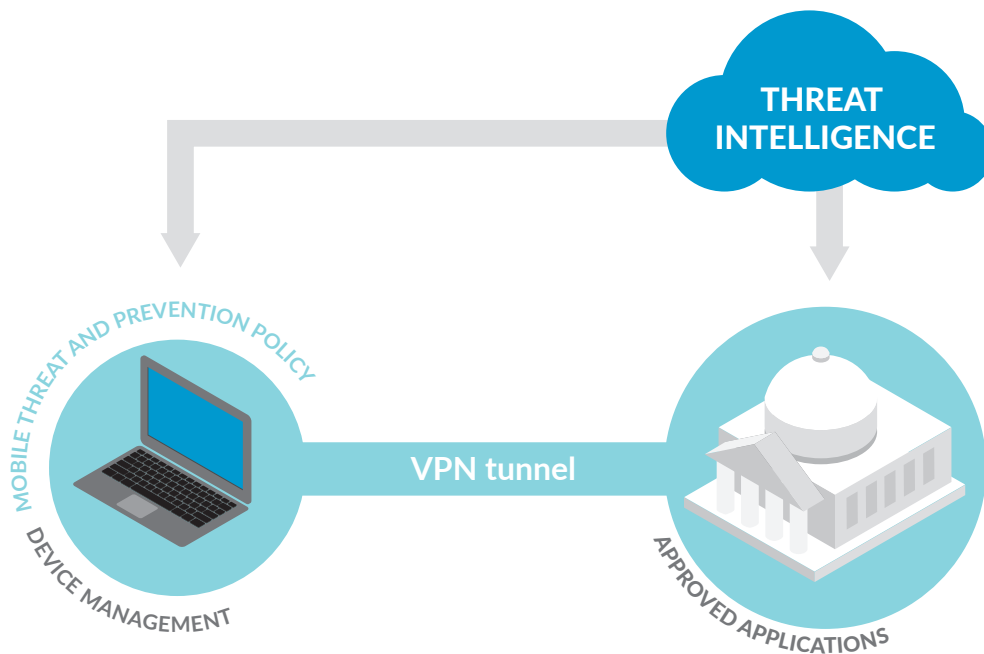 THREAT
INTELLIGENCE
MOBILE THREAT AND PREVENTION POLICY
VPN tunnel
DEVICE MANAGEMENT
APPROVED APPLICATIONS